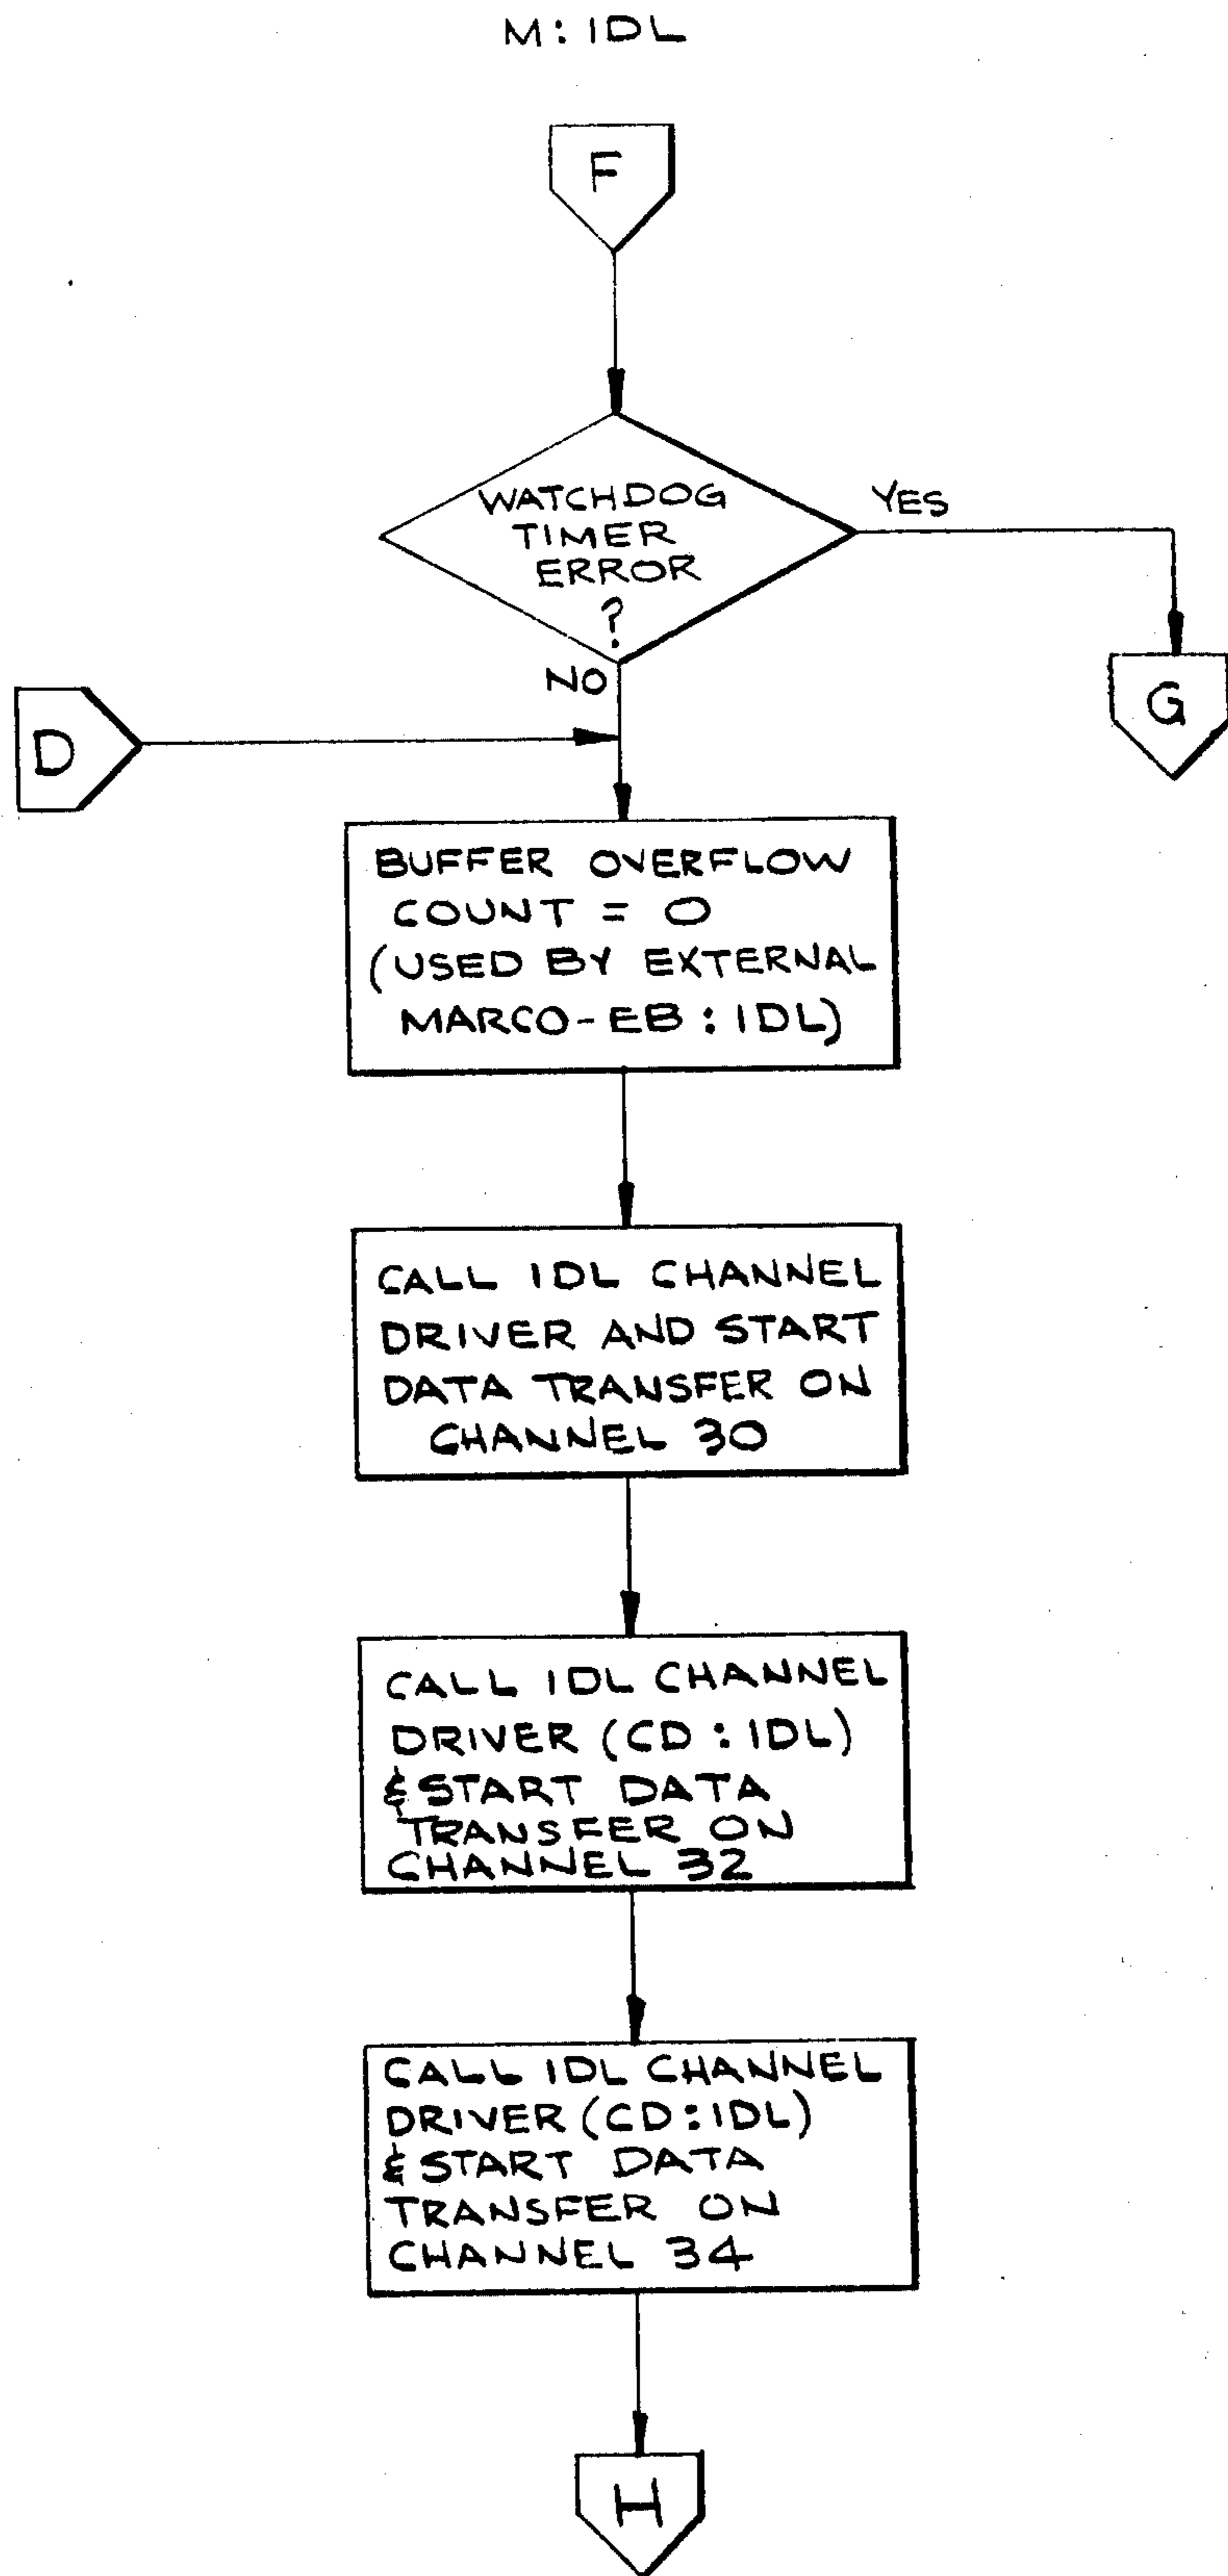 M: IDL
F
WATCHDOG
TIMER
ERROR
?
YES
NO
G
D
BUFFER OVERFLOW
COUNT = 0
(USED BY EXTERNAL
MARCO-EB: IDL)
CALL IDL CHANNEL
DRIVER AND START
DATA TRANSFER ON
CHANNEL 30
CALL IDL CHANNEL
DRIVER (CD: IDL)
& START DATA
TRANSFER ON
CHANNEL 32
CALL IDL CHANNEL
DRIVER (CD: IDL)
& START DATA
TRANSFER ON
CHANNEL 34
H